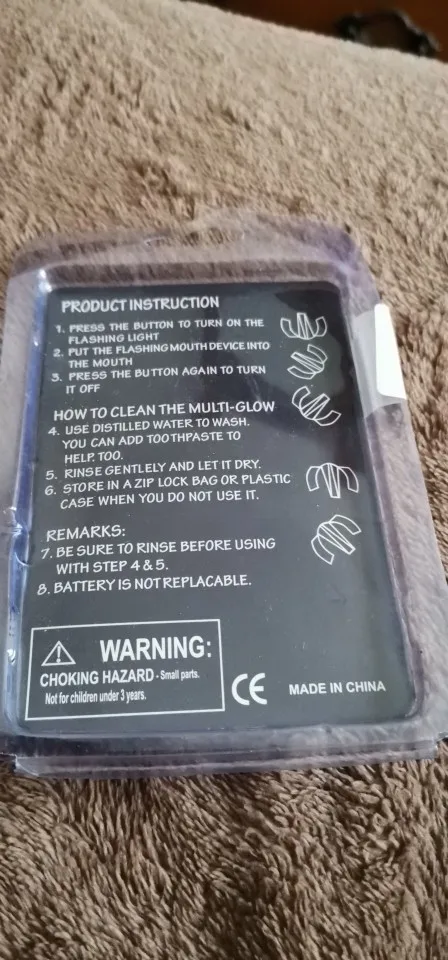 PRODUCT INSTRUCTION
1. PRESS THE BUTTON TO TURN ON THE
FLASHING LIGHT
2. PUT THE FLASHING MOUTH DEVICE INTO
THE MOUTH
3. PRESS THE BUTTON AGAIN TO TURN
IT OFF
HOW TO CLEAN THE MULTI-GLOW
4. USE DISTILLED WATER TO WASH.
YOU CAN ADD TOOTHPASTE TO
HELP, TOO.
5. RINSE GENTLELY AND LET IT DRY.
6. STORE IN A ZIP LOCK BAG OR PLASTIC
CASE WHEN YOU DO NOT USE IT.
REMARKS:
7. BE SURE TO RINSE BEFORE USING
WITH STEP 4 & 5.
8. BATTERY IS NOT REPLACABLE.
WARNING:
CHOKING HAZARD - Small parts.
Not for children under 3 years.
CE
MADE IN CHINA